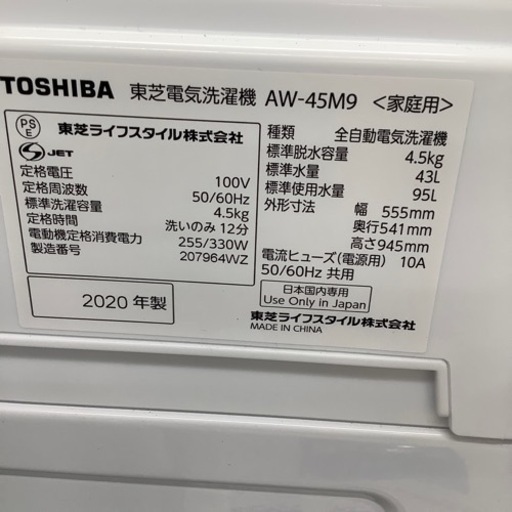 TOSHIBA 東芝電気洗濯機 AW-45M9 <家庭用>
PS
E
東芝ライフスタイル株式会社
S JET
定格電圧 100V
定格周波数 50/60Hz
標準洗濯容量 4.5kg
定格時間 洗いのみ 12分
電動機定格消費電力 255/330W
製造番号 207964WZ
2020 年製
種類 全自動電気洗濯機
標準脱水容量 4.5kg
標準水量 43L
標準使用水量 95L
外形寸法 幅 555mm
奥行541mm
高さ945mm
電流ヒューズ(電源用) 10A
50/60Hz 共用
日本国内専用
Use Only in Japan
東芝ライフスタイル株式会社
MADE IN CHINA